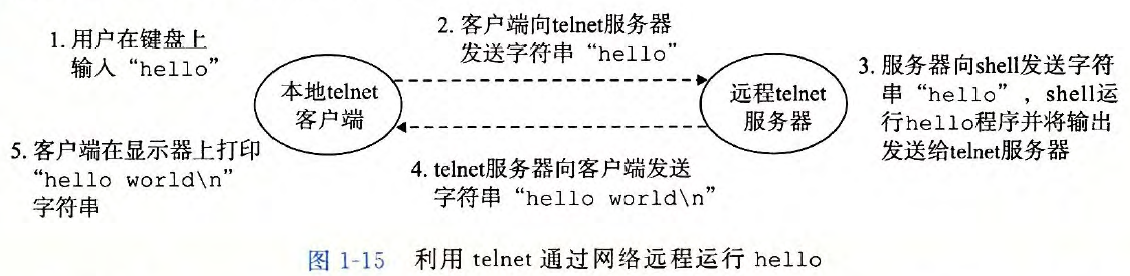 1. 用户在键盘上
输入“hello”
2. 客户端向telnet服务器
发送字符串“hello”
本地telnet
客户端
远程telnet
服务器
3. 服务器向shell发送字符
串“hello”，shell运
行hello程序并将输出
发送给telnet服务器
4. telnet服务器向客户端发送
字符串“hello world\n”
5. 客户端在显示器上打印
“hello world\n”
字符串
图 1-15 利用 telnet 通过网络远程运行 hello